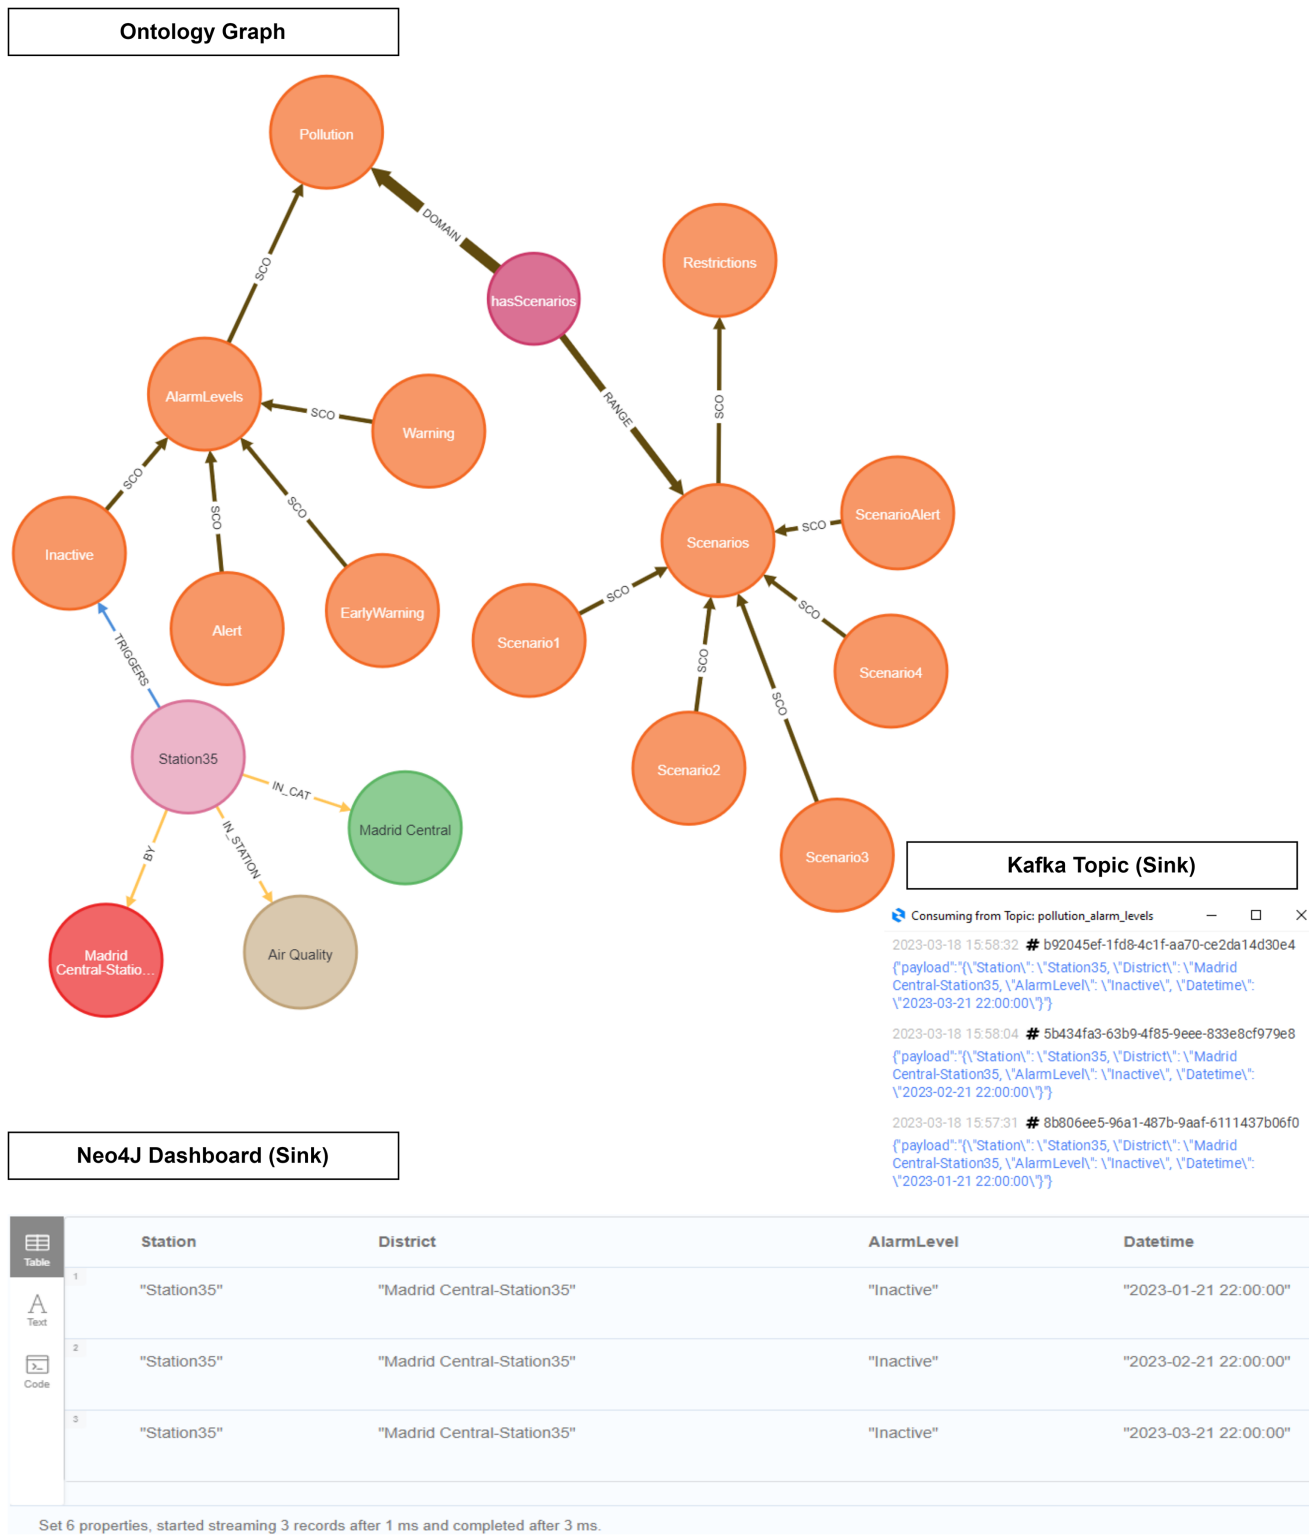 Ontology Graph
Pollution
DOMAIN
SCO
hasScenarios
Restrictions
AlarmLevels
SCO
Warning
RANGE
SCO
SCO
SCO
SCO
Inactive
Alert
EarlyWarning
ScenarioAlert
SCO
Scenarios
SCO
SCO
Scenario1
SCO
SCO
Scenario4
Scenario2
Scenario3
TRIGGERS
Station35
IN_CAT
Madrid Central
BY
IN_STATION
Madrid
Central-Statio...
Air Quality
Kafka Topic (Sink)
Consuming from Topic: pollution_alarm_levels
2023-03-18 15:58:32 # b92045ef-1fd8-4c1f-aa70-ce2da14d30e4
{"payload":"{\"Station\": \"Station35, \"District\": \"Madrid
Central-Station35, \"AlarmLevel\": \"Inactive\", \"Datetime\":
\"2023-03-21 22:00:00\"}"}
2023-03-18 15:58:04 # 5b434fa3-63b9-4f85-9eee-833e8cf979e8
{"payload":"{\"Station\": \"Station35, \"District\": \"Madrid
Central-Station35, \"AlarmLevel\": \"Inactive\", \"Datetime\":
\"2023-02-21 22:00:00\"}"}
2023-03-18 15:57:31 # 8b806ee5-96a1-487b-9aaf-6111437b06f0
{"payload":"{\"Station\": \"Station35, \"District\": \"Madrid
Central-Station35, \"AlarmLevel\": \"Inactive\", \"Datetime\":
\"2023-01-21 22:00:00\"}"}
Neo4J Dashboard (Sink)
Table
A
Text
Code
Station District AlarmLevel Datetime
1 "Station35" "Madrid Central-Station35" "Inactive" "2023-01-21 22:00:00"
2 "Station35" "Madrid Central-Station35" "Inactive" "2023-02-21 22:00:00"
3 "Station35" "Madrid Central-Station35" "Inactive" "2023-03-21 22:00:00"
Set 6 properties, started streaming 3 records after 1 ms and completed after 3 ms.